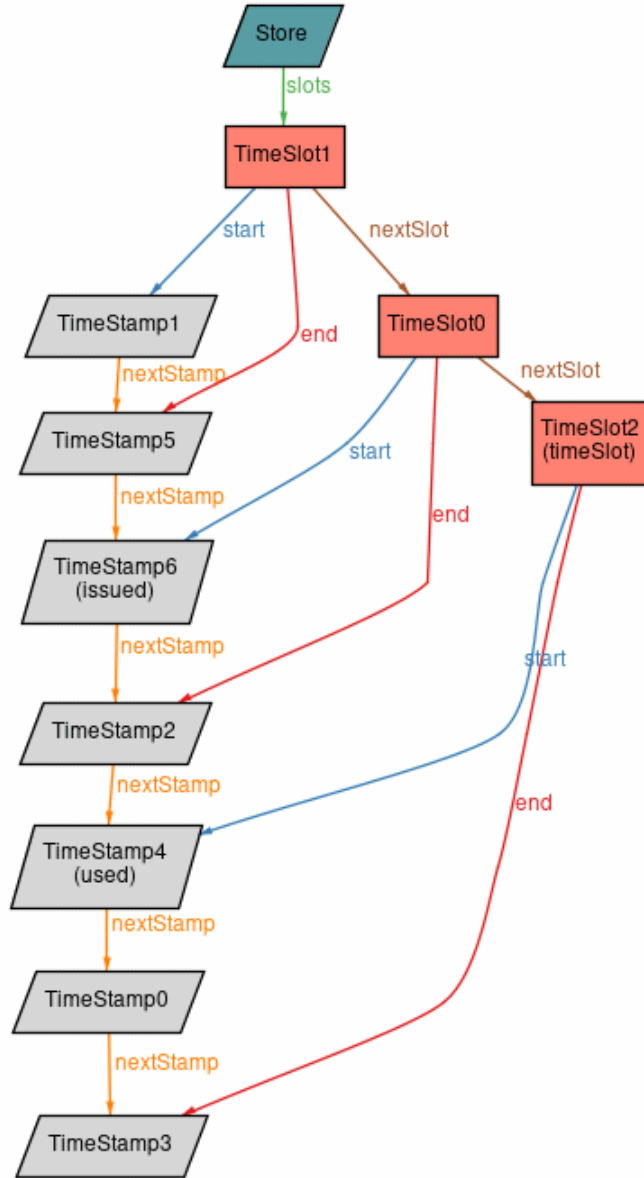 Store
slots
TimeSlot1
start
nextSlot
TimeStamp1
end
TimeSlot0
nextStamp
nextSlot
TimeStamp5
start
TimeSlot2
(timeSlot)
nextStamp
end
TimeStamp6
(issued)
nextStamp
start
TimeStamp2
nextStamp
end
TimeStamp4
(used)
nextStamp
TimeStamp0
nextStamp
TimeStamp3